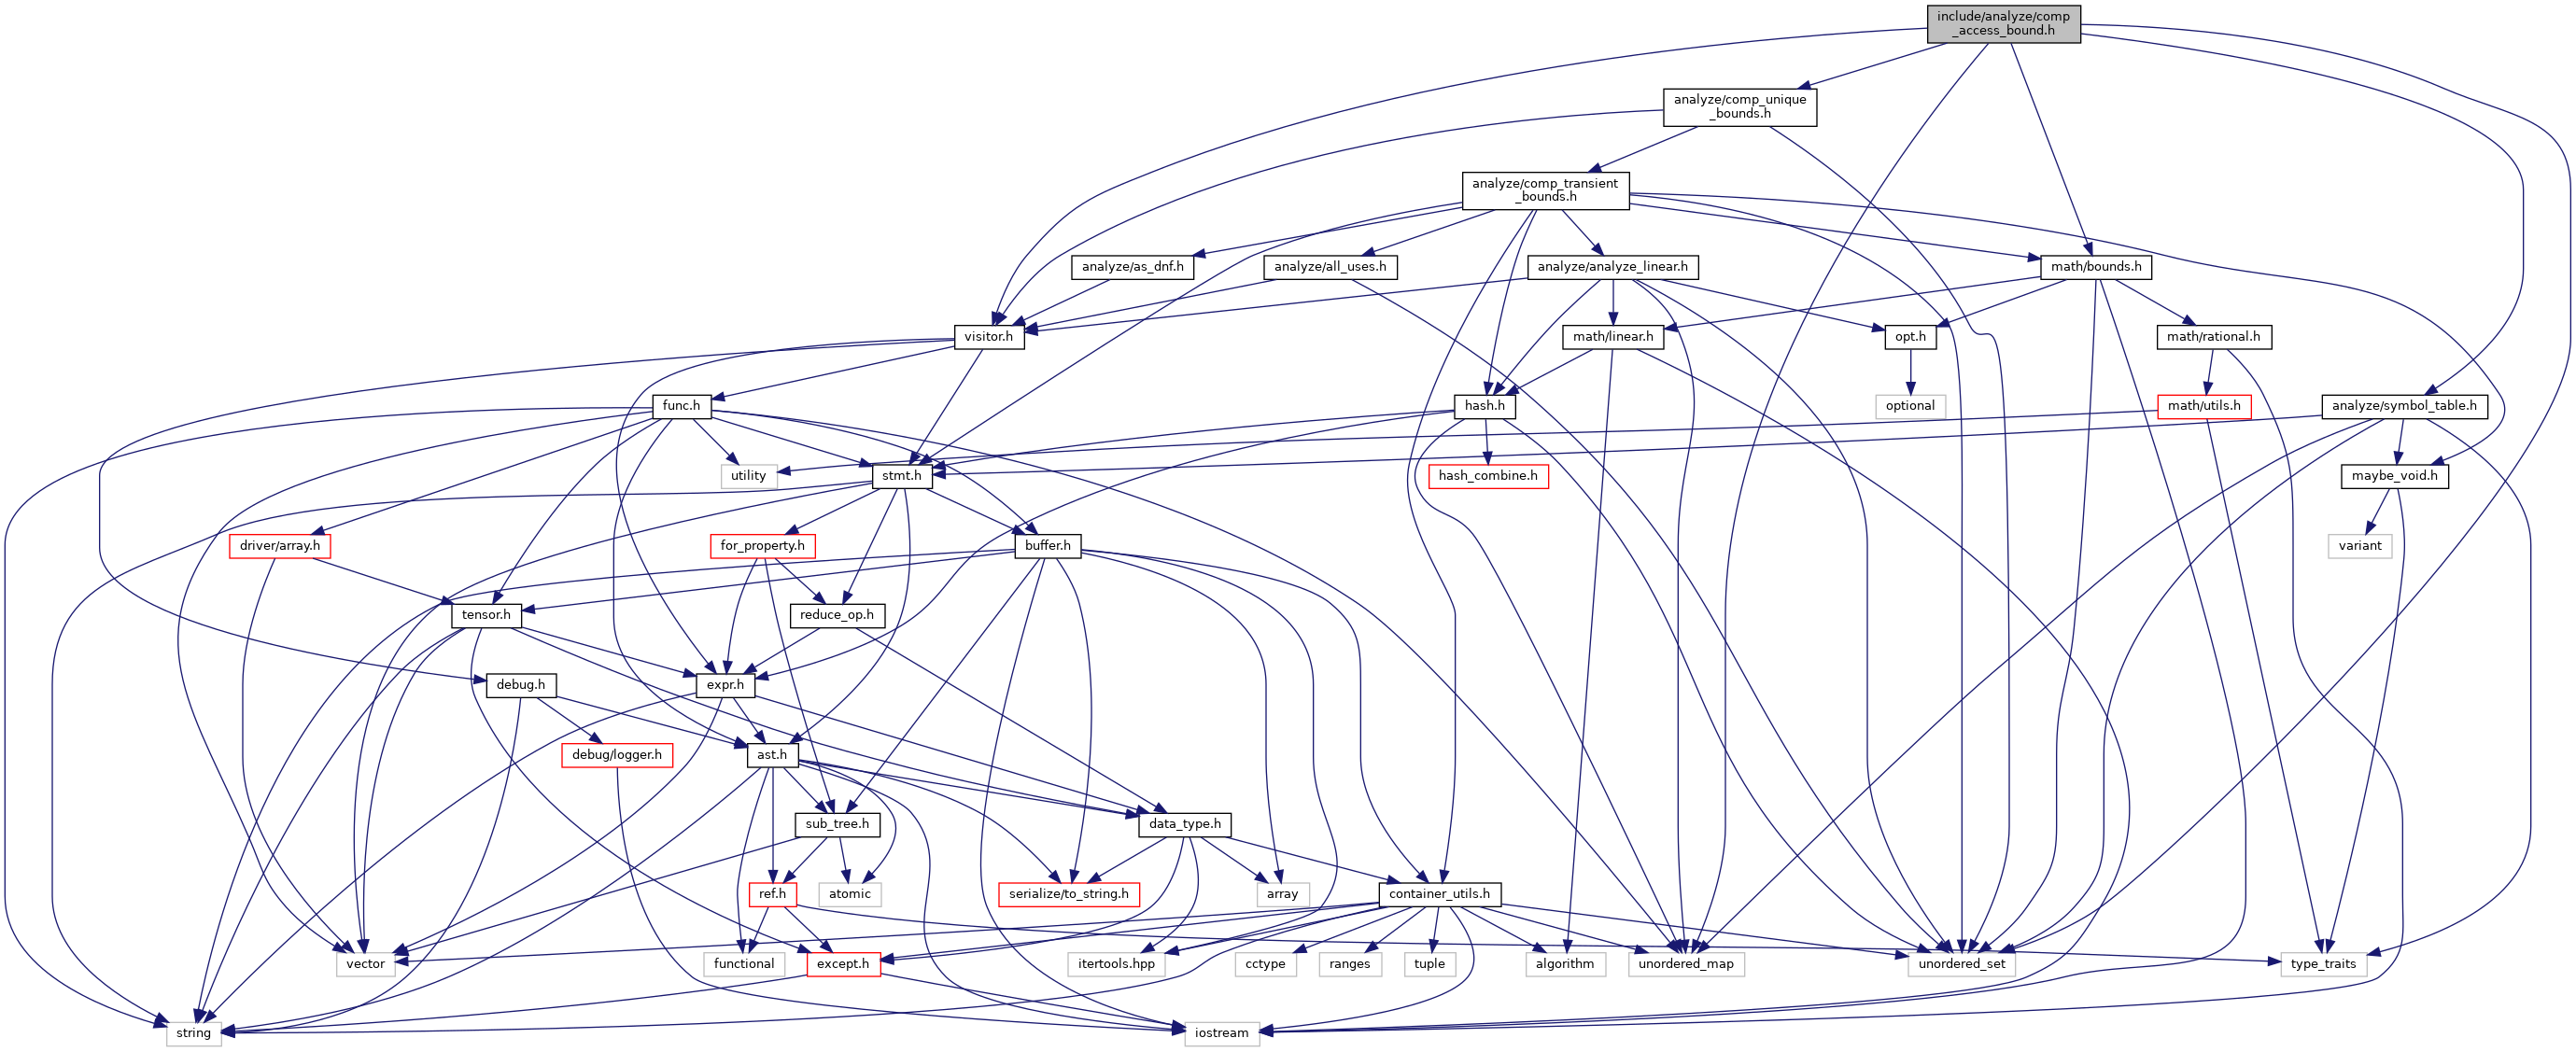 include/analyze/comp
_access_bound.h
analyze/comp_unique
_bounds.h
analyze/comp_transient
_bounds.h
analyze/as_dnf.h
analyze/all_uses.h
analyze/analyze_linear.h
math/bounds.h
visitor.h
math/linear.h
opt.h
math/rational.h
func.h
hash.h
optional
math/utils.h
analyze/symbol_table.h
utility
stmt.h
hash_combine.h
maybe_void.h
driver/array.h
for_property.h
buffer.h
variant
tensor.h
reduce_op.h
debug.h
expr.h
debug/logger.h
ast.h
sub_tree.h
data_type.h
ref.h
atomic
serialize/to_string.h
array
container_utils.h
vector
functional
except.h
itertools.hpp
cctype
ranges
tuple
algorithm
unordered_map
unordered_set
type_traits
string
iostream